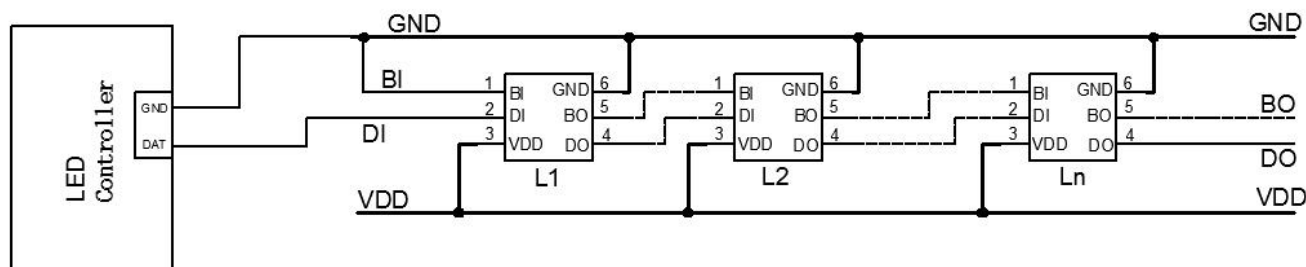 GND GND
LED Controller
GND
DAT
BI
DI
1 BI GND 6
2 DI BO 5
3 VDD DO 4
L1
1 BI GND 6
2 DI BO 5
3 VDD DO 4
L2
1 BI GND 6
2 DI BO 5
3 VDD DO 4
Ln
BO
DO
VDD VDD